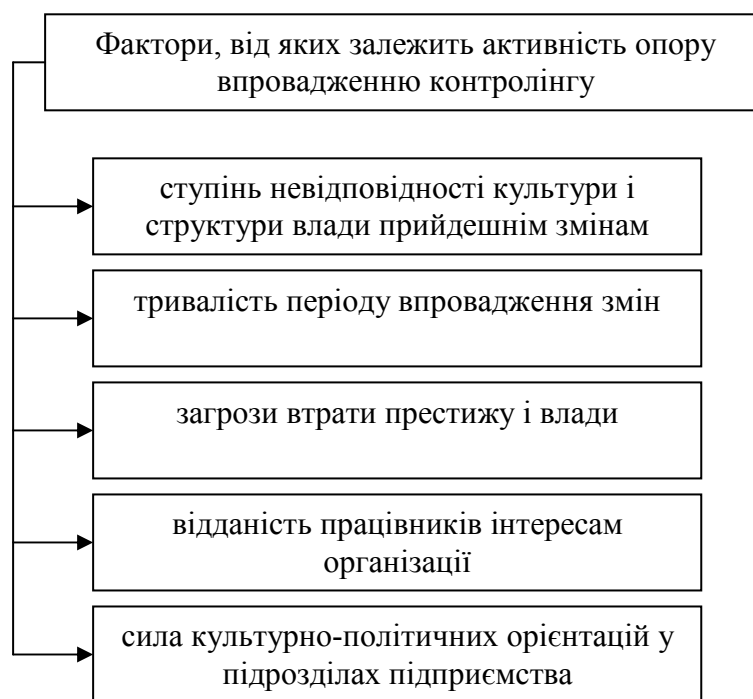 Фактори, від яких залежить активність опору
впровадженню контролінгу
ступінь невідповідності культури і
структури влади прийдешнім змінам
тривалість періоду впровадження змін
загрози втрати престижу і влади
відданість працівників інтересам
організації
сила культурно-політичних орієнтацій у
підрозділах підприємства